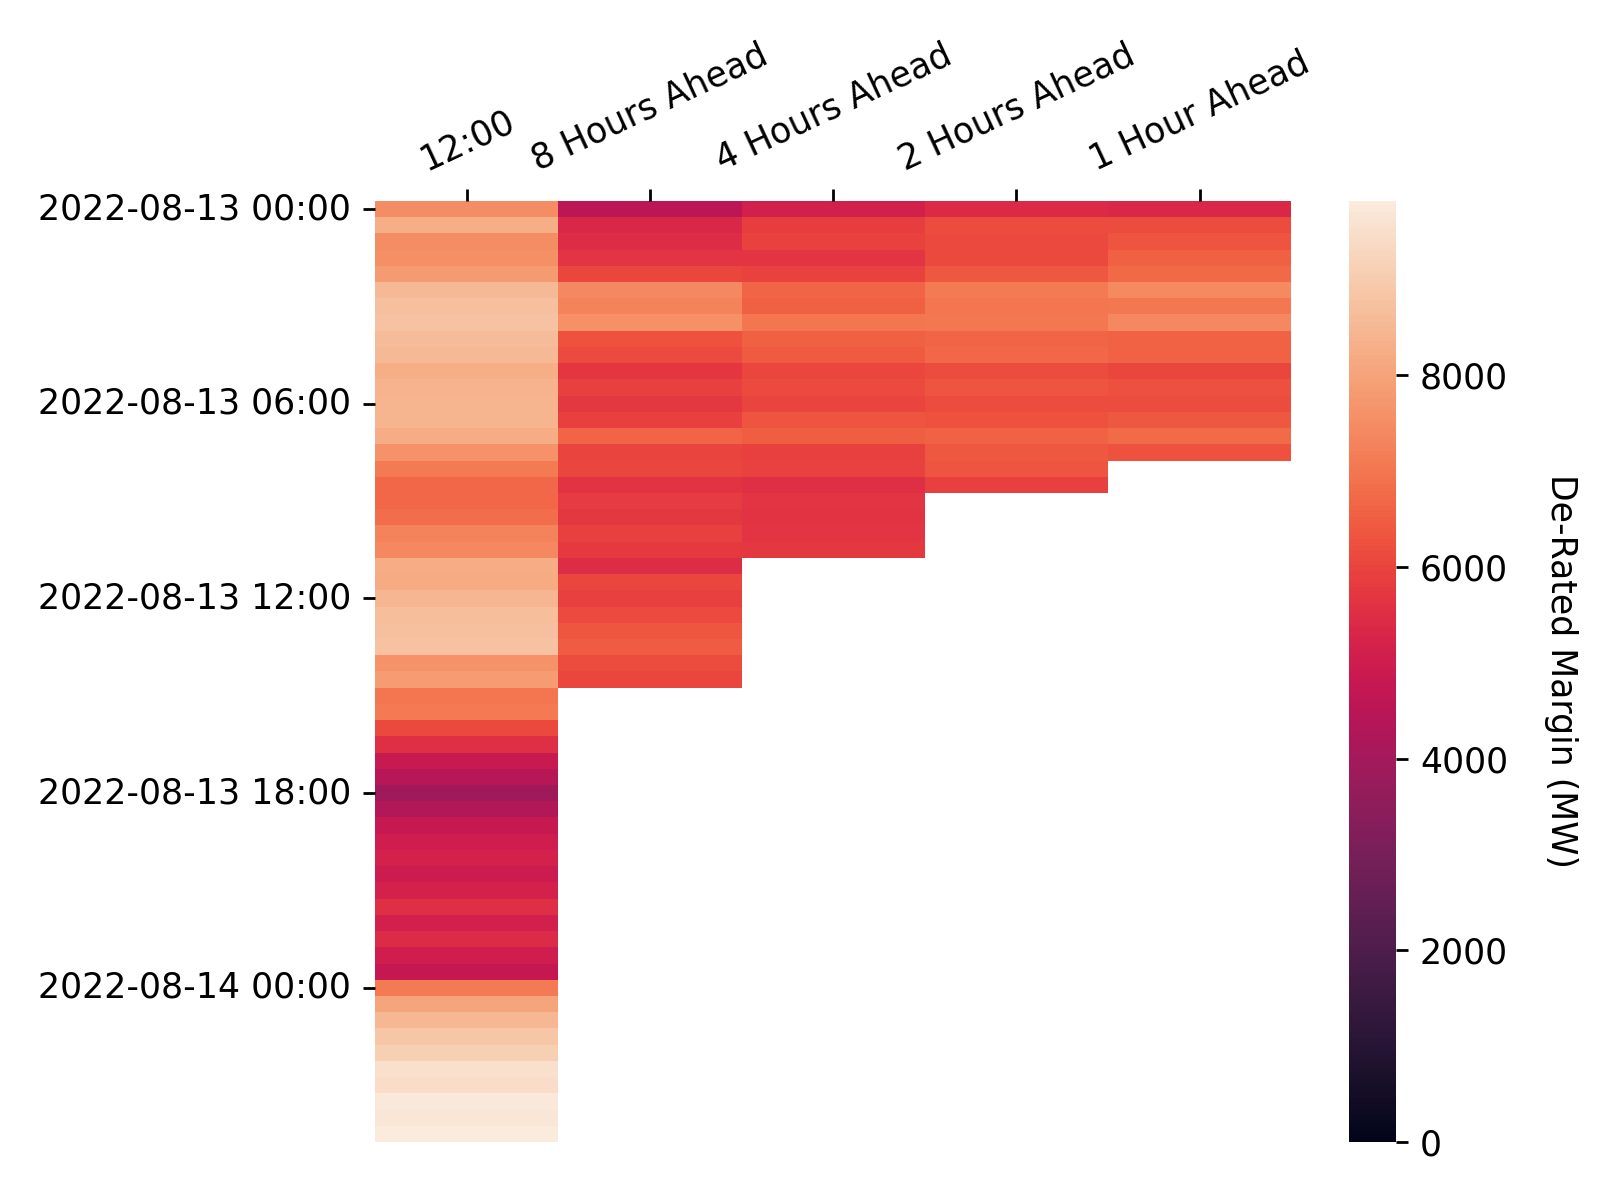 12:00
8 Hours Ahead
4 Hours Ahead
2 Hours Ahead
1 Hour Ahead
2022-08-13 00:00
2022-08-13 06:00
2022-08-13 12:00
2022-08-13 18:00
2022-08-14 00:00
8000
6000
4000
2000
0
De-Rated Margin (MW)